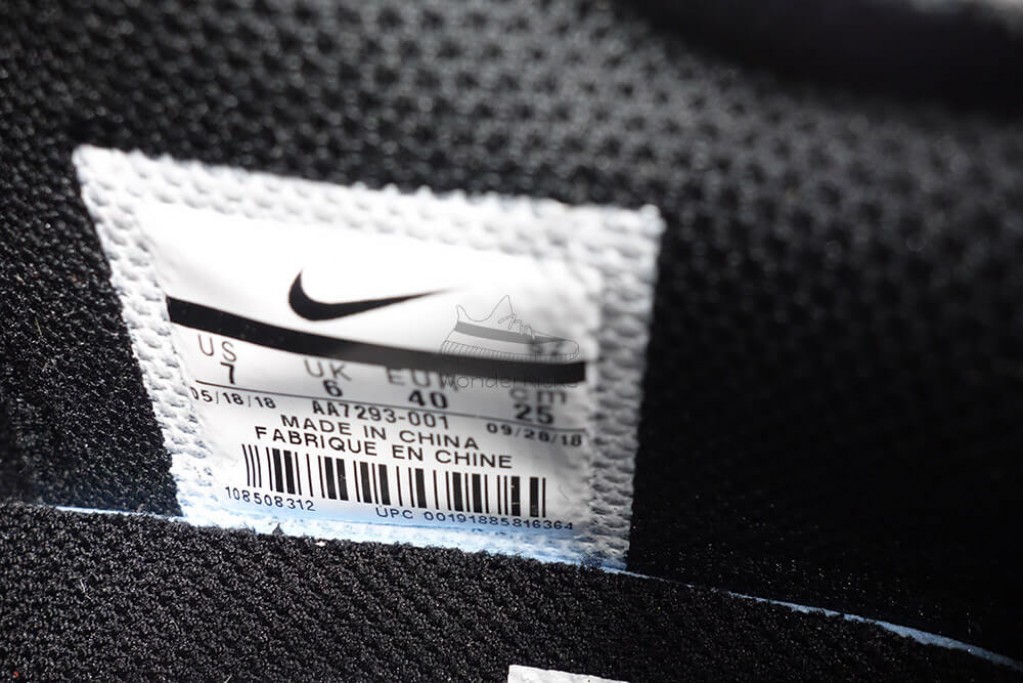 US UK EUR cm
7 6 40 25
05/18/18 AA7293-001 09/28/18
MADE IN CHINA
FABRIQUE EN CHINE
108508312 UPC 00191885816364